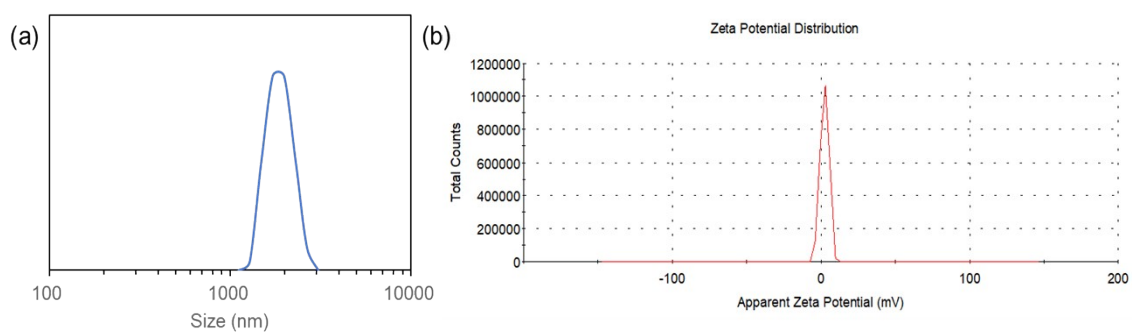 (a)
100 1000 10000
Size (nm)
(b)
Zeta Potential Distribution
Total Counts
1200000
1000000
800000
600000
400000
200000
0
-100 0 100 200
Apparent Zeta Potential (mV)